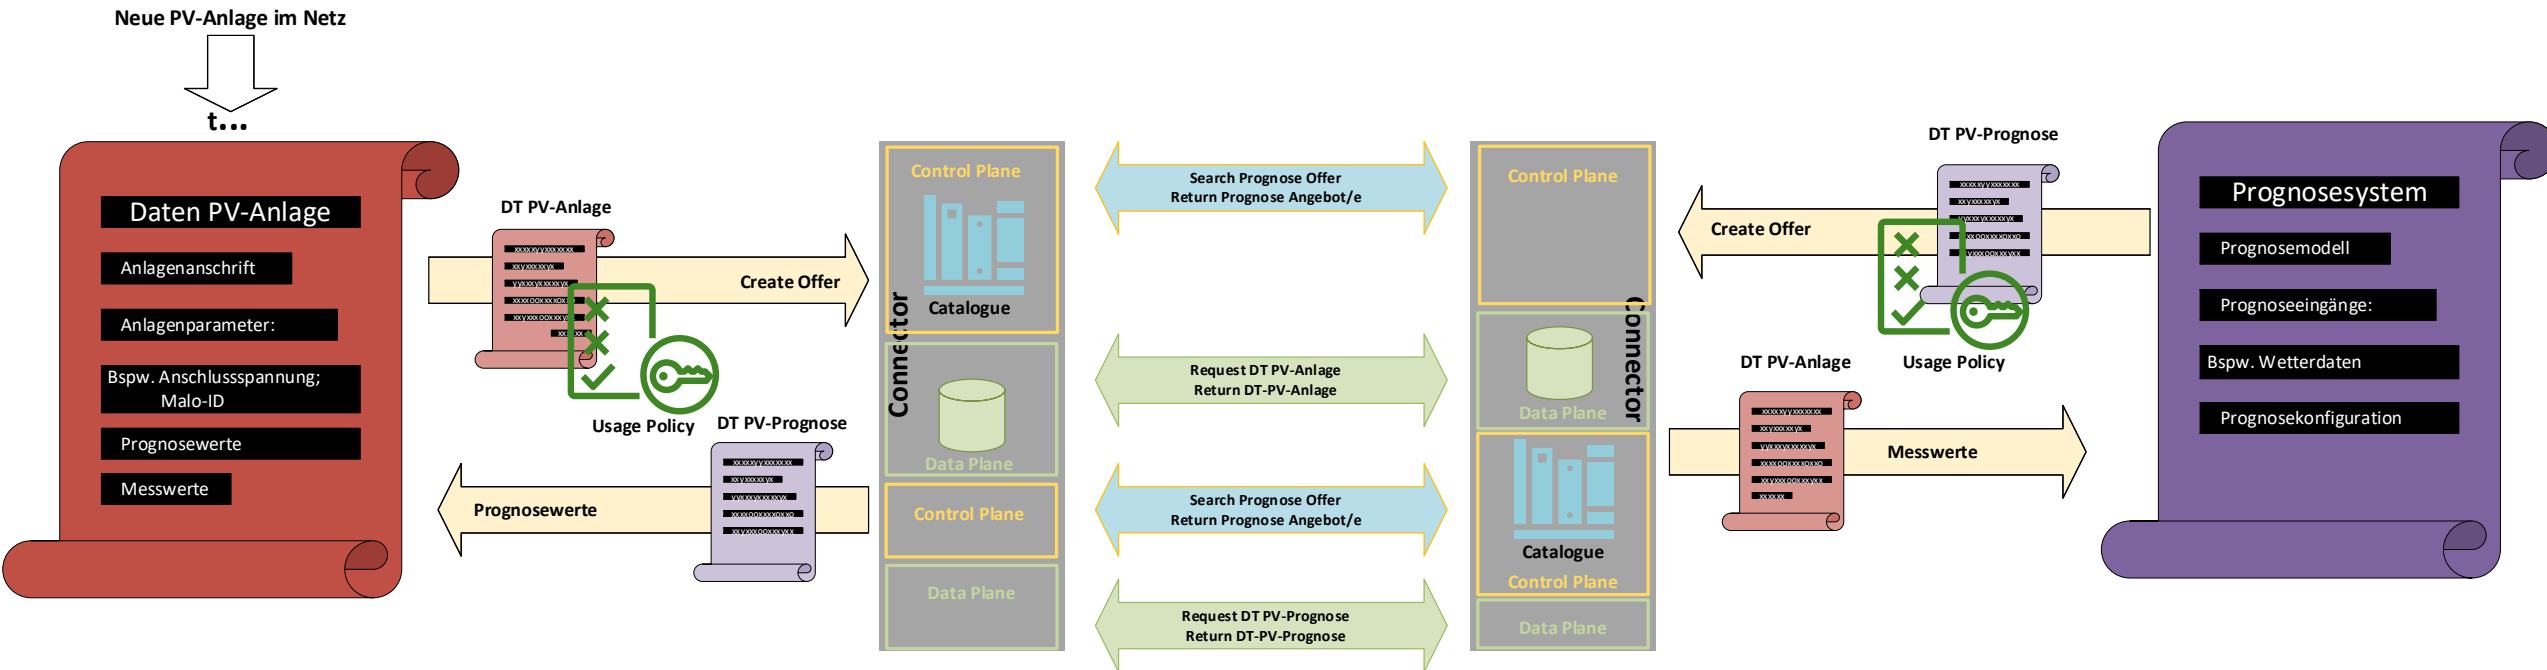 Neue PV-Anlage im Netz
t...
Daten PV-Anlage
Anlagenanschrift
Anlagenparameter:
Bspw. Anschlussspannung;
Malo-ID
Prognosewerte
Messwerte
DT PV-Anlage
Create Offer
Usage Policy
DT PV-Prognose
Prognosewerte
Connector
Control Plane
Catalogue
Data Plane
Control Plane
Data Plane
Search Prognose Offer
Return Prognose Angebot/e
Request DT PV-Anlage
Return DT-PV-Anlage
Search Prognose Offer
Return Prognose Angebot/e
Request DT PV-Prognose
Return DT-PV-Prognose
Connector
Control Plane
Data Plane
Catalogue
Control Plane
Data Plane
DT PV-Prognose
Create Offer
Usage Policy
DT PV-Anlage
Messwerte
Prognosesystem
Prognosemodell
Prognoseeingänge:
Bspw. Wetterdaten
Prognosekonfiguration